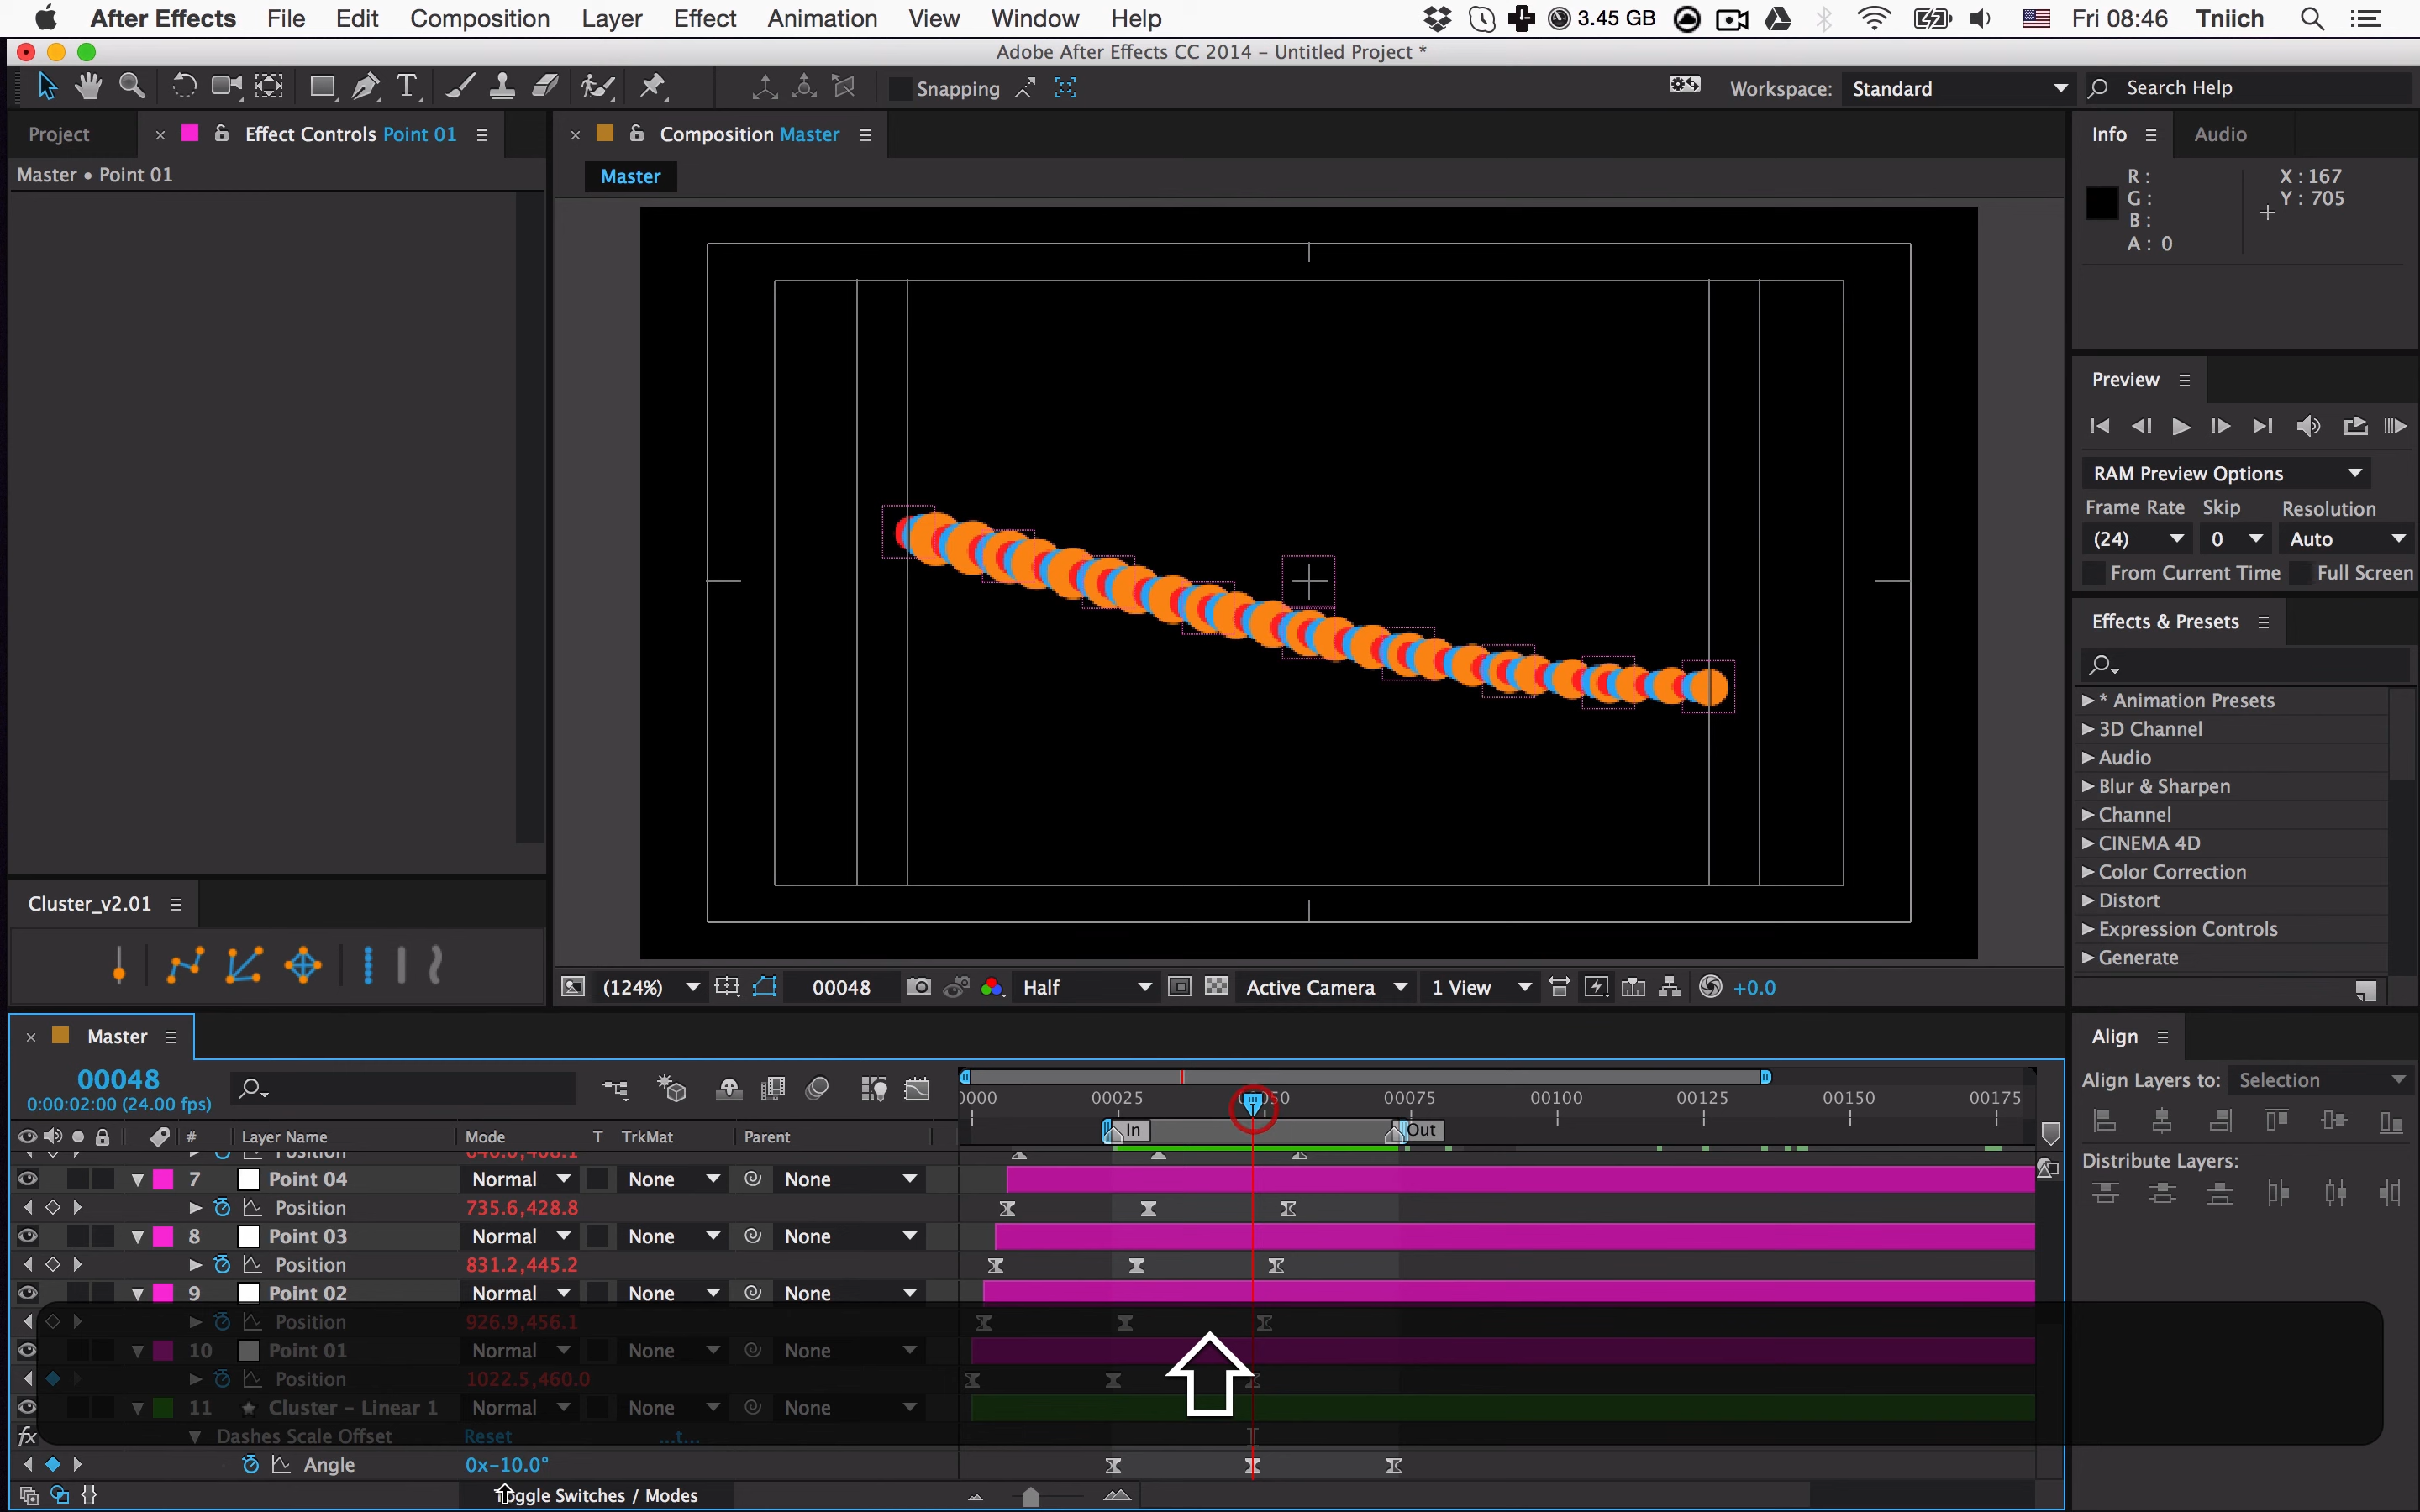 After Effects File Edit Composition Layer Effect Animation View Window Help 3.45 GB Fri 08:46 Tniich
Adobe After Effects CC 2014 – Untitled Project *
T Snapping Workspace: Standard Search Help
Project Effect Controls Point 01 Composition Master Info Audio
Master • Point 01
Master
R : X : 167
G : Y : 705
B :
A : 0
Preview
RAM Preview Options
Frame Rate Skip Resolution
(24) 0 Auto
From Current Time Full Screen
Effects & Presets
* Animation Presets
3D Channel
Audio
Blur & Sharpen
Channel
CINEMA 4D
Color Correction
Distort
Expression Controls
Generate
Cluster_v2.01
(124%) 00048 Half Active Camera 1 View +0.0
Master
00048
0:00:02:00 (24.00 fps)
0000 00025 050 00075 00100 00125 00150 00175
In Out
# Layer Name Mode T TrkMat Parent
Position
7 Point 04 Normal None None
Position 735.6,428.8
8 Point 03 Normal None None
Position 831.2,445.2
9 Point 02 Normal None None
Position 926.9,456.1
10 Point 01 Normal None None
Position 1022.5,460.0
11 Cluster – Linear 1 Normal None None
fx Dashes Scale Offset Reset ...t...
Angle 0x-10.0°
Toggle Switches / Modes
Align
Align Layers to: Selection
Distribute Layers: